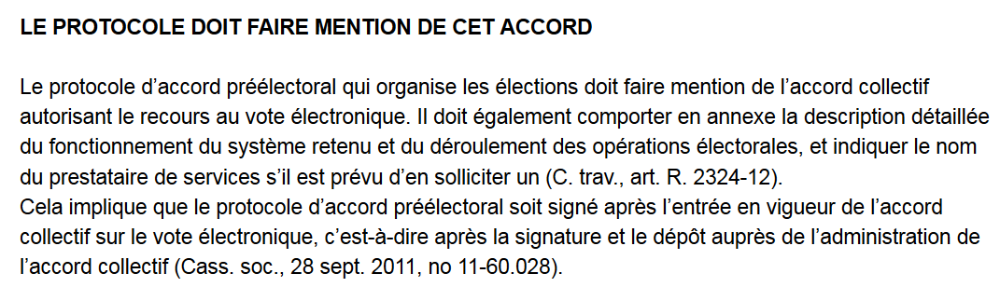 LE PROTOCOLE DOIT FAIRE MENTION DE CET ACCORD
Le protocole d’accord préélectoral qui organise les élections doit faire mention de l’accord collectif
autorisant le recours au vote électronique. Il doit également comporter en annexe la description détaillée
du fonctionnement du système retenu et du déroulement des opérations électorales, et indiquer le nom
du prestataire de services s’il est prévu d’en solliciter un (C. trav., art. R. 2324-12).
Cela implique que le protocole d’accord préélectoral soit signé après l’entrée en vigueur de l’accord
collectif sur le vote électronique, c’est-à-dire après la signature et le dépôt auprès de l’administration de
l’accord collectif (Cass. soc., 28 sept. 2011, no 11-60.028).